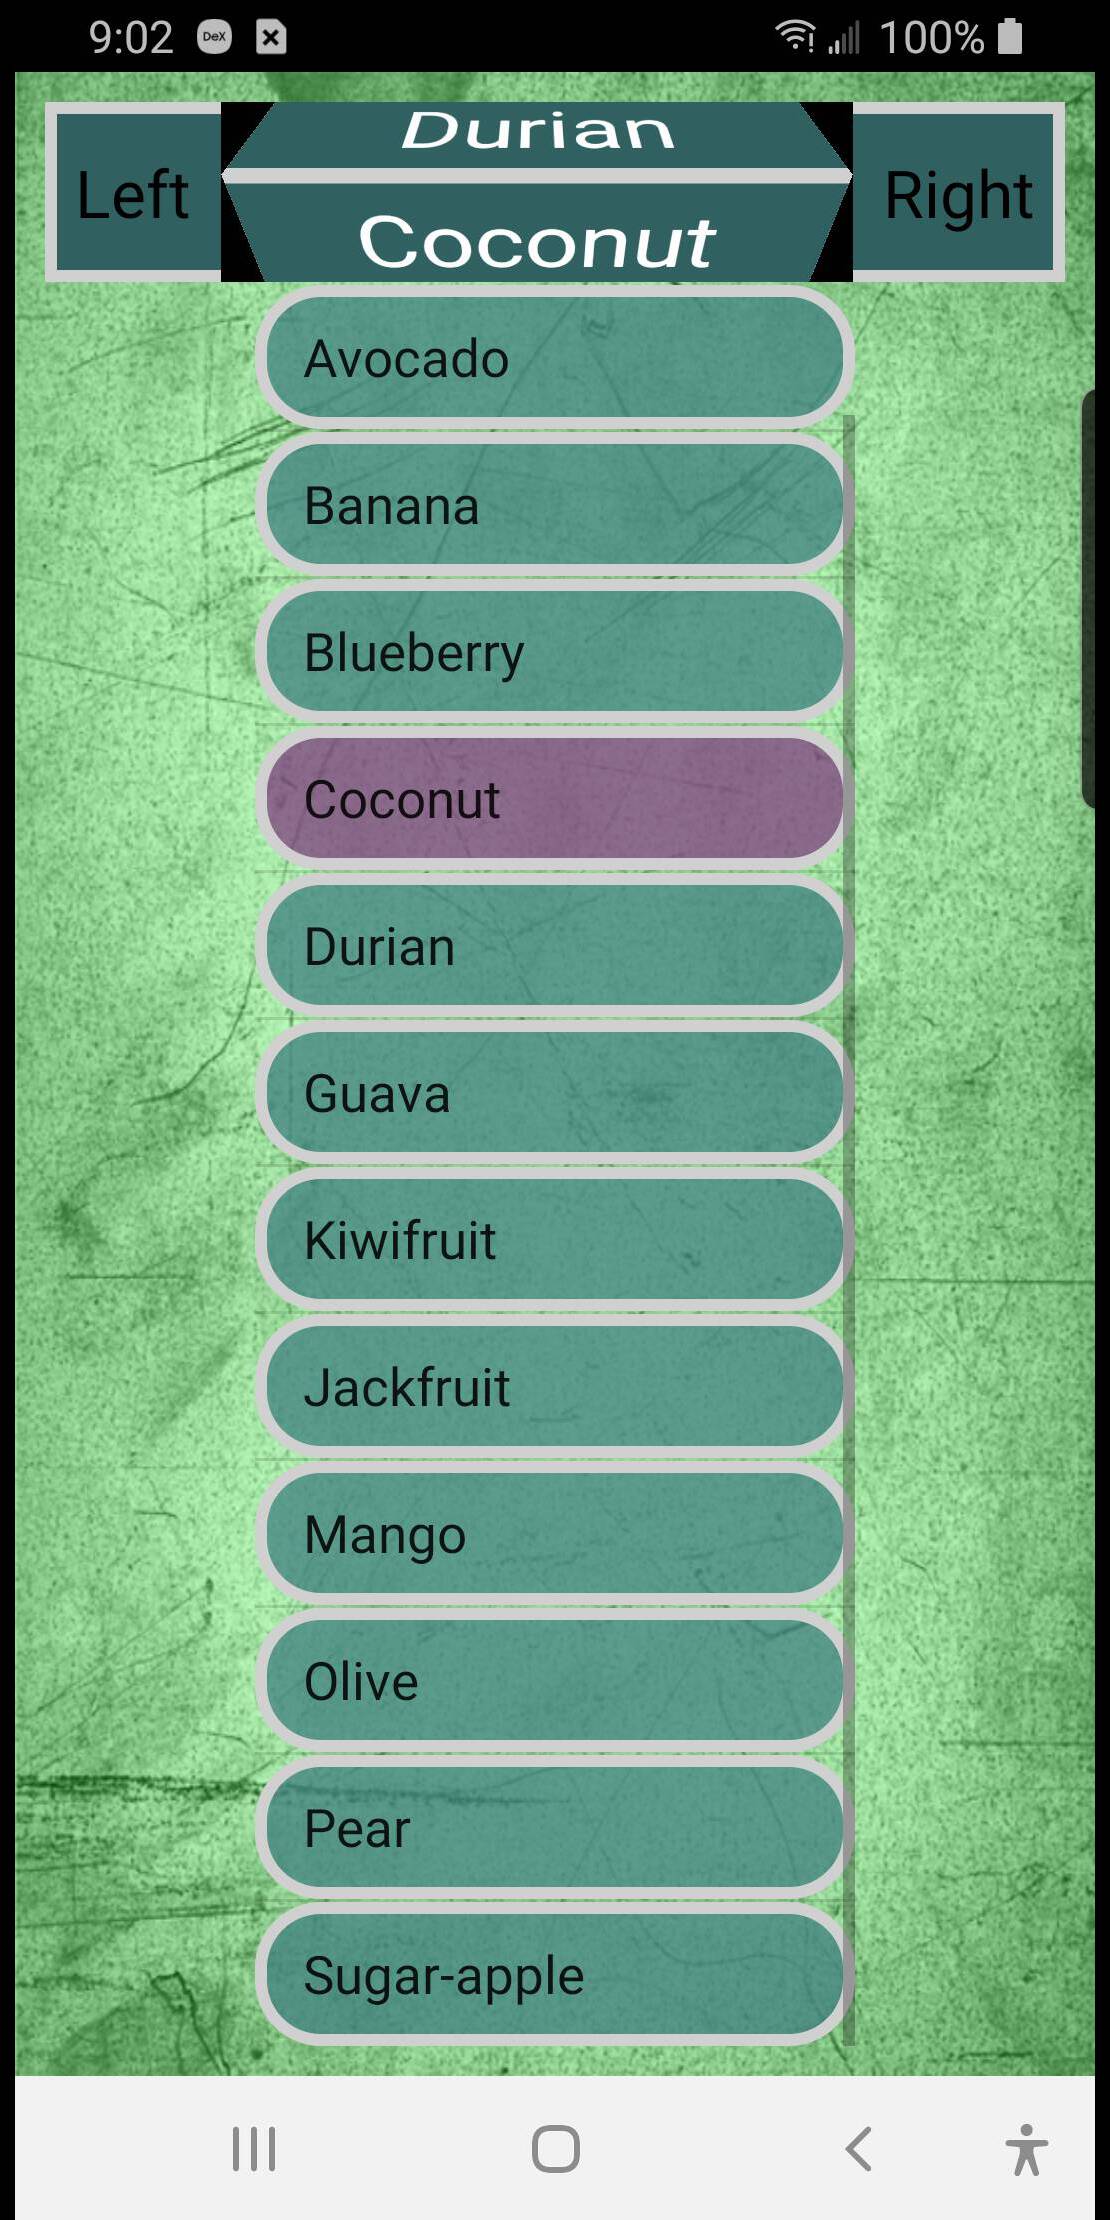 9:02 DeX 100%
Durian
Left Right
Coconut
Avocado
Banana
Blueberry
Coconut
Durian
Guava
Kiwifruit
Jackfruit
Mango
Olive
Pear
Sugar-apple